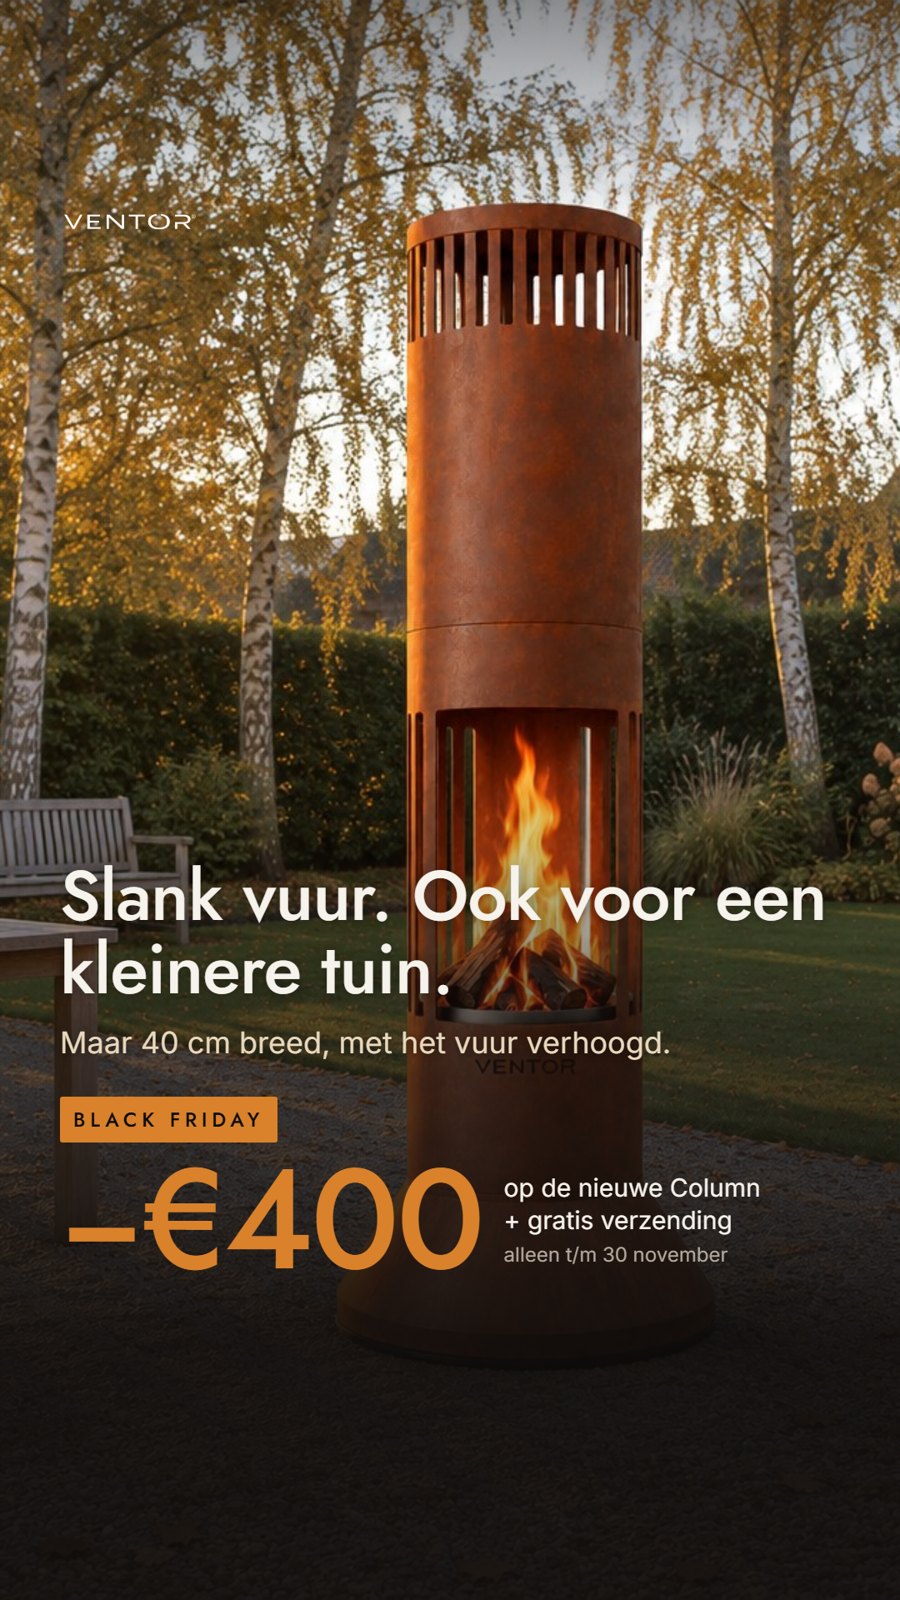 VENTOR
Slank vuur. Ook voor een
kleinere tuin.
Maar 40 cm breed, met het vuur verhoogd.
VENTOR
BLACK FRIDAY
–€400
op de nieuwe Column
+ gratis verzending
alleen t/m 30 november